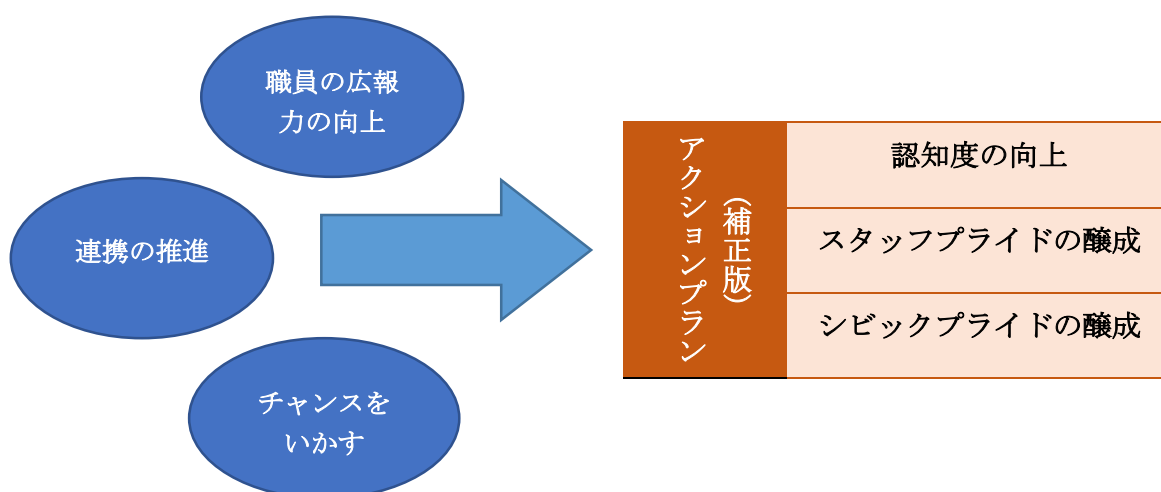 職員の広報
力の向上
連携の推進
チャンスを
いかす
アクションプラン
（補正版）
認知度の向上
スタッフプライドの醸成
シビックプライドの醸成